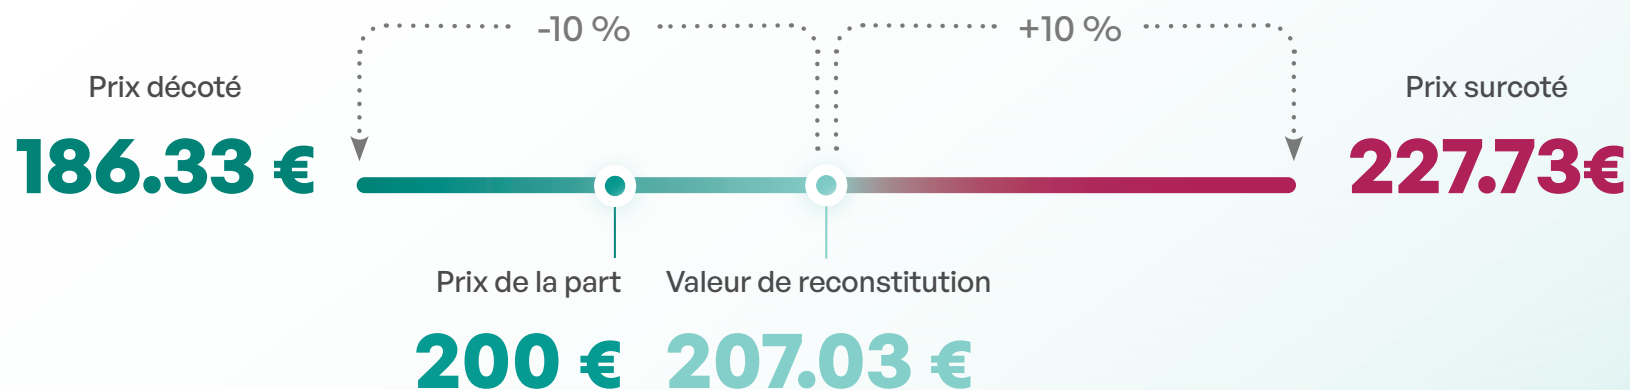 -10 %
+10 %
Prix décoté
Prix surcoté
186.33 €
227.73€
Prix de la part
Valeur de reconstitution
200 €
207.03 €